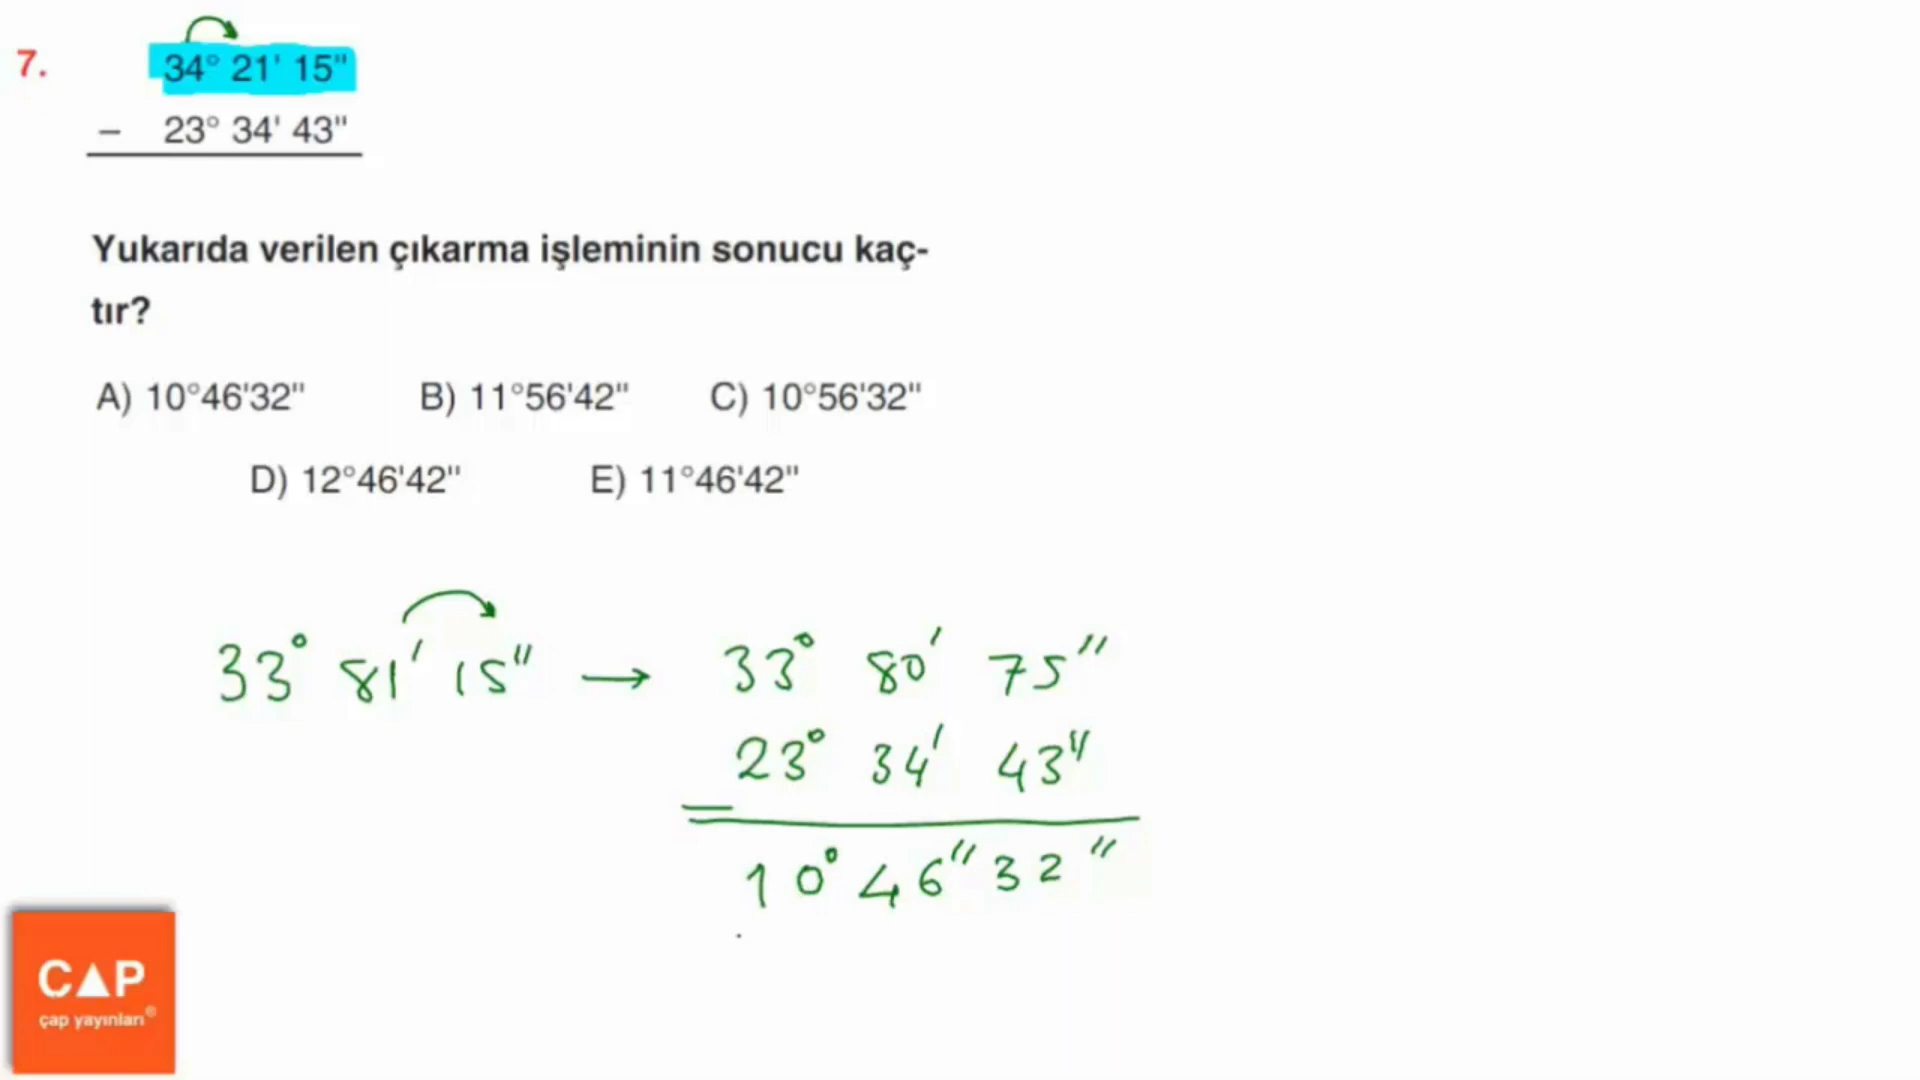 7. 34° 21' 15"
– 23° 34' 43"
Yukarıda verilen çıkarma işleminin sonucu kaç-
tır?
A) 10°46'32" B) 11°56'42" C) 10°56'32"
D) 12°46'42" E) 11°46'42"
33° 81' 15" → 33° 80' 75"
23° 34' 43"
–
10° 46" 32"
CAP
çap yayınları®